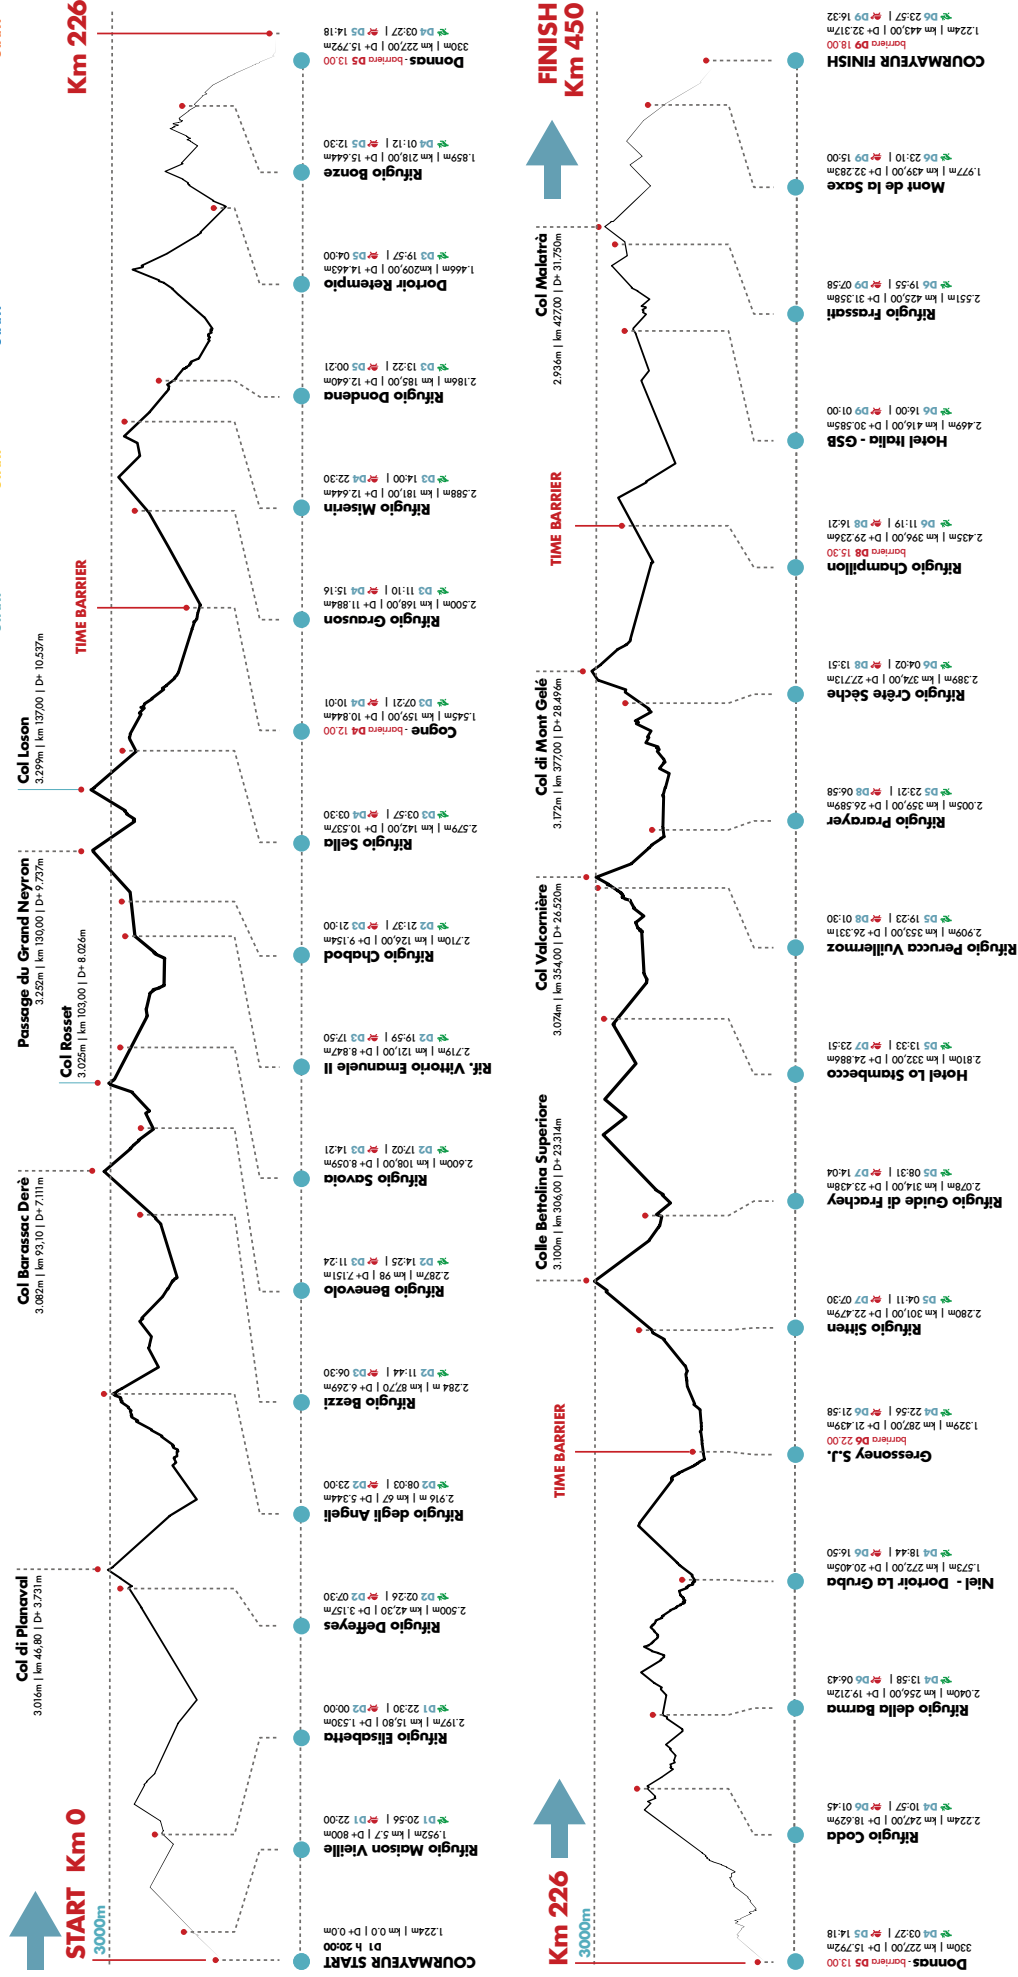 START Km 0
3000m
Col di Planaval
3.016m | km 46,80 | D+ 3.731m
Col Barassac Derè
3.082m | km 93,10 | D+ 7.111m
Col Rosset
3.025m | km 103,00 | D+ 8.026m
Passage du Grand Neyron
3.252m | km 130,00 | D+ 9.737m
Col Loson
3.299m | km 137,00 | D+ 10.537m
TIME BARRIER
Km 226
COURMAYEUR START
D1 h 20:00
1.224m | km 0.0 | D+ 0.0m
Rifugio Maison Vieille
1.952m | km 5.7 | D+ 800m
D1 20:56 | D1 22:00
Rifugio Elisabetta
2.197m | km 15,80 | D+ 1.530m
D1 22:30 | D2 00:00
Rifugio Deffeyes
2.500m | km 42,30 | D+ 3.157m
D2 02:26 | D2 07:30
Rifugio degli Angeli
2.916 m | km 67 | D+ 5.344m
D2 08:03 | D2 23:00
Rifugio Bezzi
2.284 m | km 87,70 | D+ 6.269m
D2 11:44 | D3 06:30
Rifugio Benevolo
2.287m | km 98 | D+ 7.151m
D2 14:25 | D3 11:24
Rifugio Savoia
2.600m | km 108,00 | D+ 8.059m
D2 17:02 | D3 14:21
Rif. Vittorio Emanuele II
2.719m | km 121,00 | D+ 8.847m
D2 19:59 | D3 17:50
Rifugio Chabod
2.710m | km 126,00 | D+ 9.154m
D2 21:37 | D3 21:00
Rifugio Sella
2.579m | km 142,00 | D+ 10.537m
D3 03:57 | D4 03:30
Cogne - barriera D4 12.00
1.545m | km 159,00 | D+ 10.844m
D3 07:21 | D4 10:01
Rifugio Grauson
2.500m | km 168,00 | D+ 11.884m
D3 11:10 | D4 15:16
Rifugio Miserin
2.588m | km 181,00 | D+ 12.644m
D3 14:00 | D4 22:30
Rifugio Dondena
2.186m | km 185,00 | D+ 12.640m
D3 13:22 | D5 00:21
Dortoir Retempio
1.466m | km209,00 | D+ 14.463m
D3 19:57 | D5 04:00
Rifugio Bonze
1.859m | km 218,00 | D+ 15.644m
D4 01:12 | D5 12:30
Donnas - barriera D5 13.00
330m | km 227,00 | D+ 15.792m
D4 03:27 | D5 14:18
Km 226
3000m
TIME BARRIER
Colle Bettolina Superiore
3.100m | km 306,00 | D+ 23.314m
Col Valcornière
3.074m | km 354,00 | D+ 26.520m
Col di Mont Gelé
3.172m | km 377,00 | D+ 28.496m
TIME BARRIER
Col Malatrà
2.936m | km 427,00 | D+ 31.750m
FINISH
Km 450
Donnas - barriera D5 13.00
330m | km 227,00 | D+ 15.792m
D4 03:27 | D5 14:18
Rifugio Coda
2.224m | km 247,00 | D+ 18.629m
D4 10:57 | D6 01:45
Rifugio della Barma
2.040m | km 256,00 | D+ 19.212m
D4 13:58 | D6 06:43
Niel - Dortoir La Gruba
1.573m | km 272,00 | D+ 20.405m
D4 18:44 | D6 16:50
Gressoney S.J.
barriera D6 22.00
1.329m | km 287,00 | D+ 21.439m
D4 22:56 | D6 21:58
Rifugio Sitten
2.280m | km 301,00 | D+ 22.479m
D5 04:11 | D7 07:30
Rifugio Guide di Frachey
2.078m | km 314,00 | D+ 23.438m
D5 08:31 | D7 14:04
Hotel Lo Stambecco
2.810m | km 332,00 | D+ 24.886m
D5 13:33 | D7 23:51
Rifugio Perucca Vuillermoz
2.909m | km 353,00 | D+ 26.331m
D5 19:23 | D8 01:30
Rifugio Prarayer
2.005m | km 359,00 | D+ 26.589m
D5 23:21 | D8 06:58
Rifugio Crête Sèche
2.389m | km 374,00 | D+ 27.713m
D6 04:02 | D8 13:51
Rifugio Champillon
barriera D8 15.30
2.435m | km 396,00 | D+ 29.236m
D6 11:19 | D8 16:21
Hotel Italia - GSB
2.469m | km 416,00 | D+ 30.585m
D6 16:00 | D9 01:00
Rifugio Frassati
2.551m | km 425,00 | D+ 31.358m
D6 19:55 | D9 07:58
Mont de la Saxe
1.977m | km 439,00 | D+ 32.283m
D6 23:10 | D9 15:00
COURMAYEUR FINISH
barriera D9 18.00
1.224m | km 443,00 | D+ 32.317m
D6 23:57 | D9 16:32